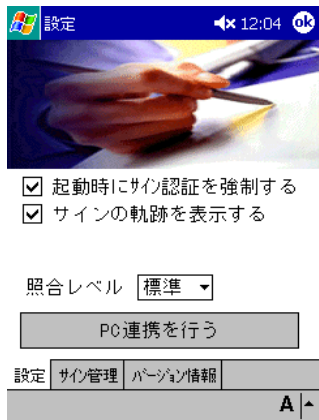 設定 12:04 ok
起動時にｻｲﾝ認証を強制する
サインの軌跡を表示する
照合レベル 標準
PC連携を行う
設定 ｻｲﾝ管理 ﾊﾞｰｼﾞｮﾝ情報
A